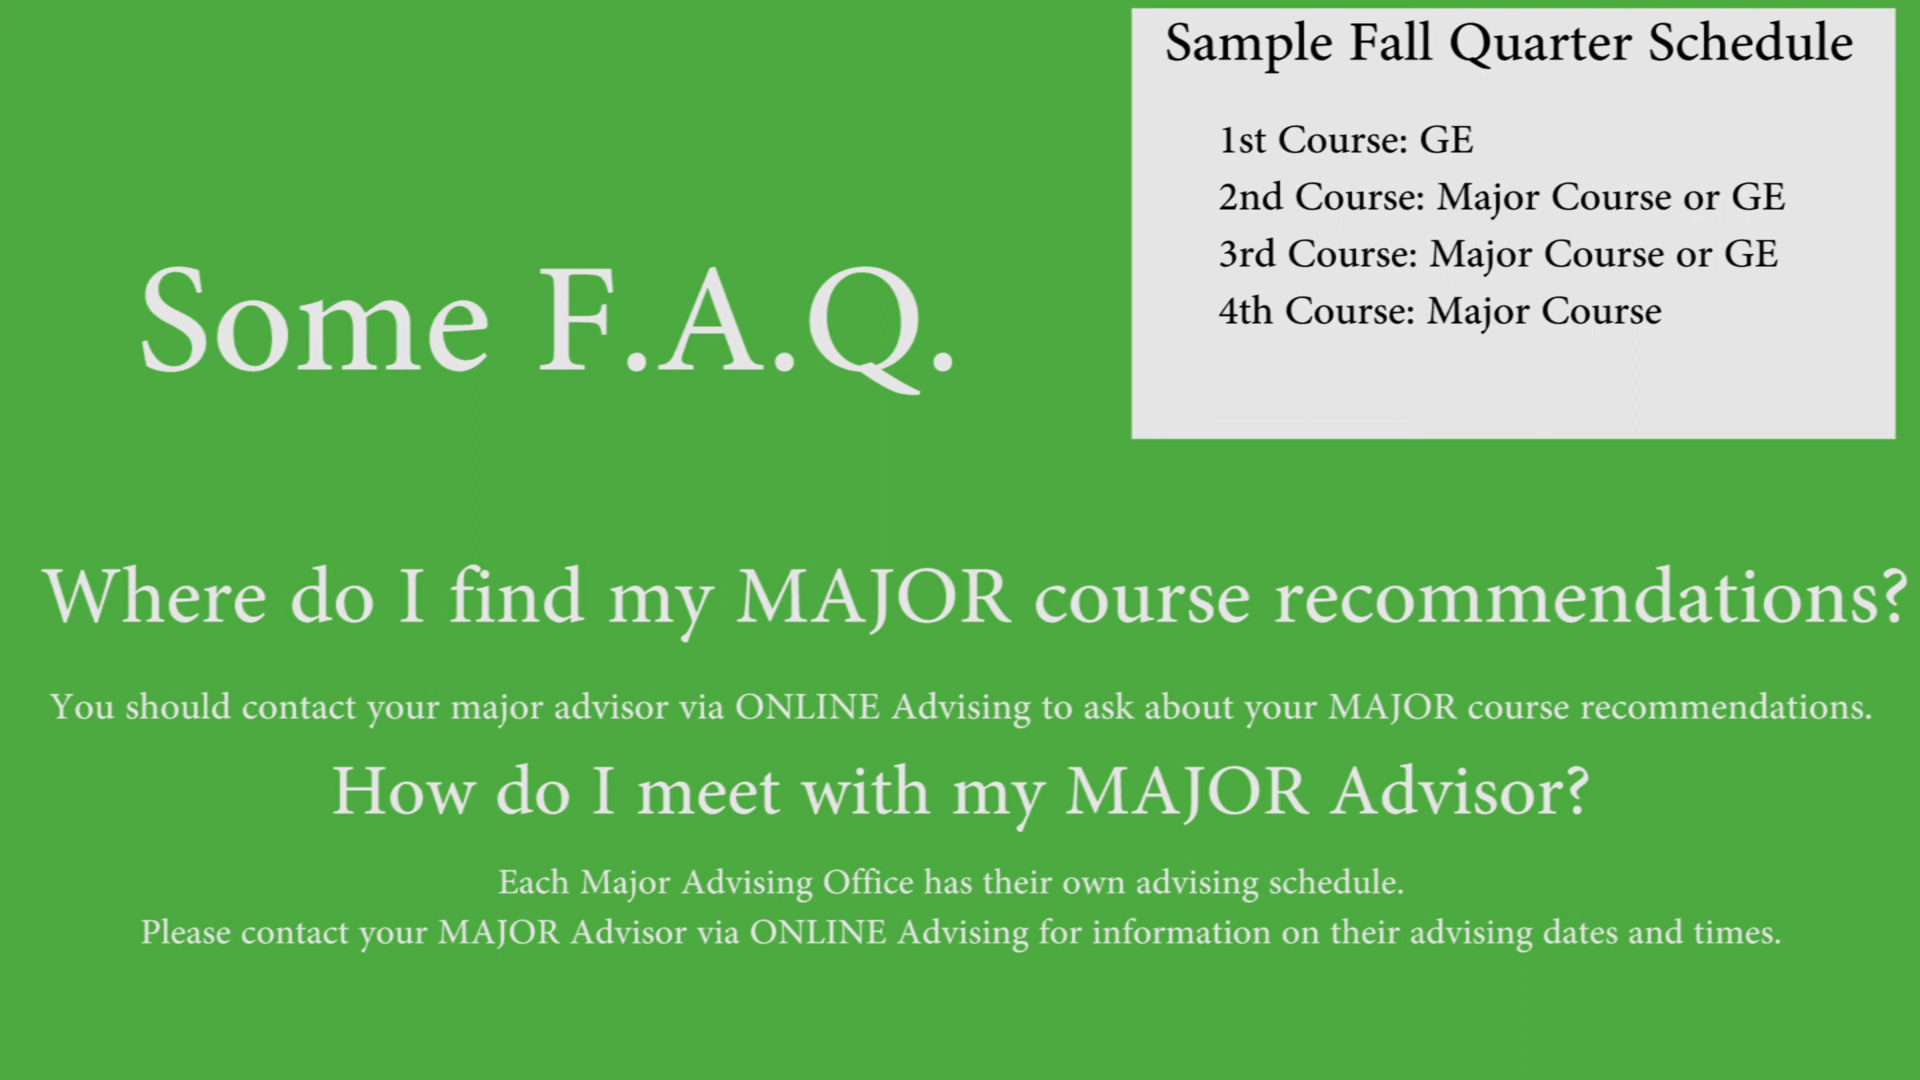 Sample Fall Quarter Schedule
1st Course: GE
2nd Course: Major Course or GE
3rd Course: Major Course or GE
4th Course: Major Course
Some F.A.Q.
Where do I find my MAJOR course recommendations?
You should contact your major advisor via ONLINE Advising to ask about your MAJOR course recommendations.
How do I meet with my MAJOR Advisor?
Each Major Advising Office has their own advising schedule.
Please contact your MAJOR Advisor via ONLINE Advising for information on their advising dates and times.